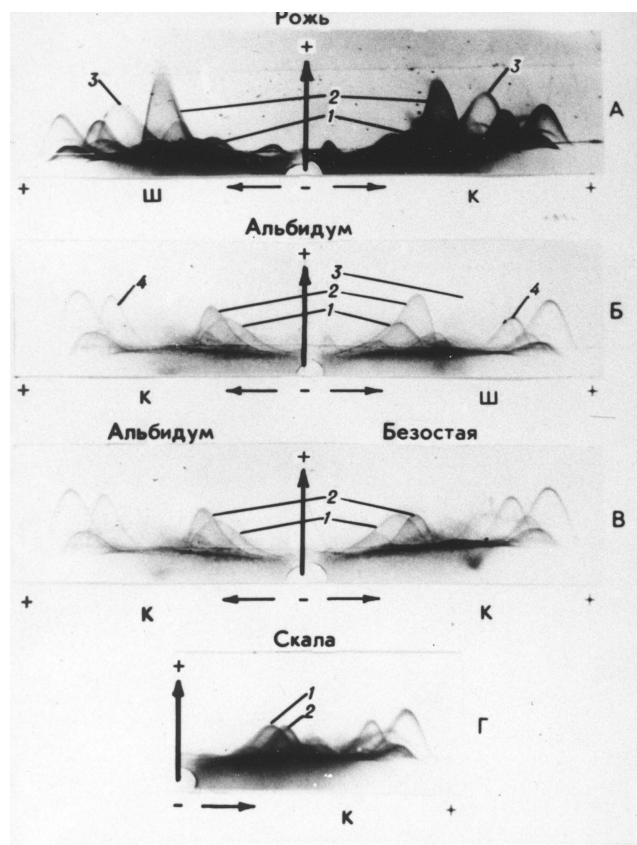 Рожь
+
3 3
2
1
А
+ Ш - К +
Альбидум
+
4 3 4
2
1
Б
+ К - Ш +
Альбидум Безостая
+
2
1
В
+ К - К +
Скала
+
1
2
Г
- К +